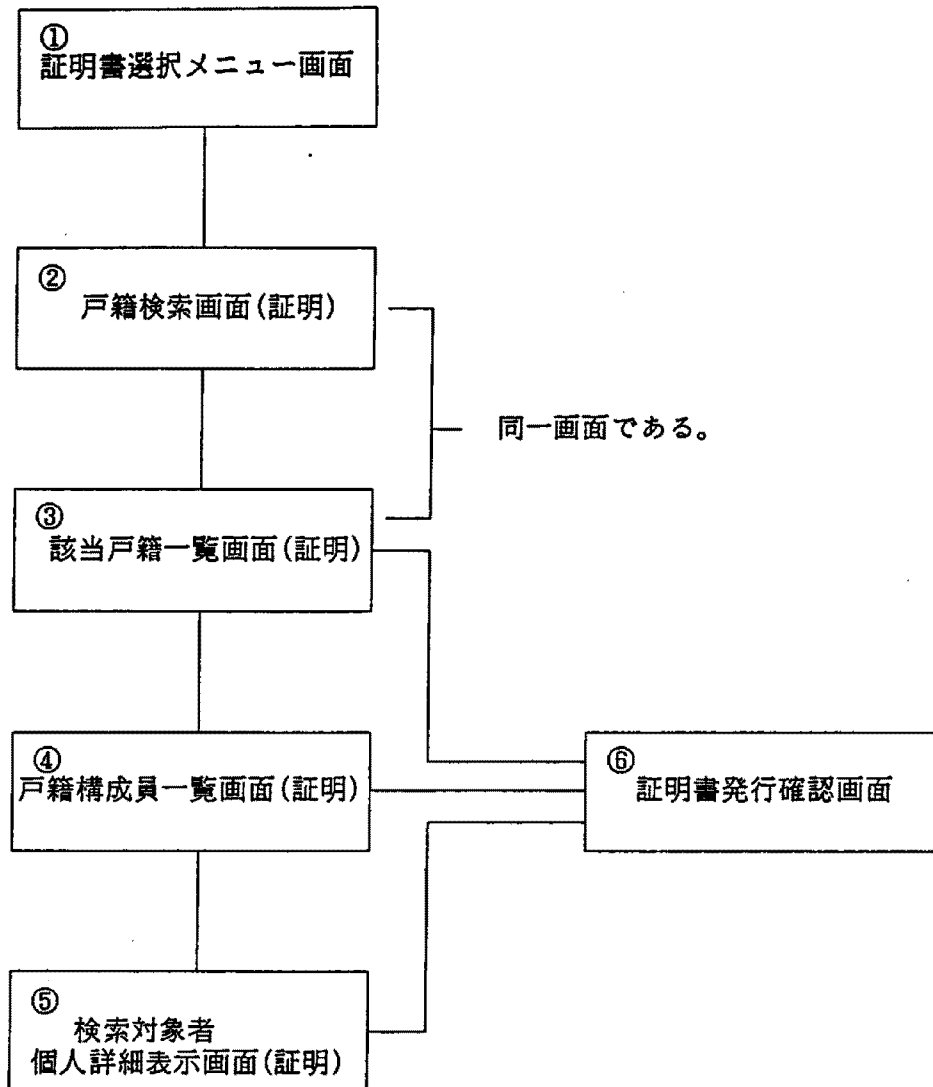 ①
証明書選択メニュー画面
②
戸籍検索画面(証明)
同一画面である。
③
該当戸籍一覧画面(証明)
④
戸籍構成員一覧画面(証明)
⑥
証明書発行確認画面
⑤
検索対象者
個人詳細表示画面(証明)